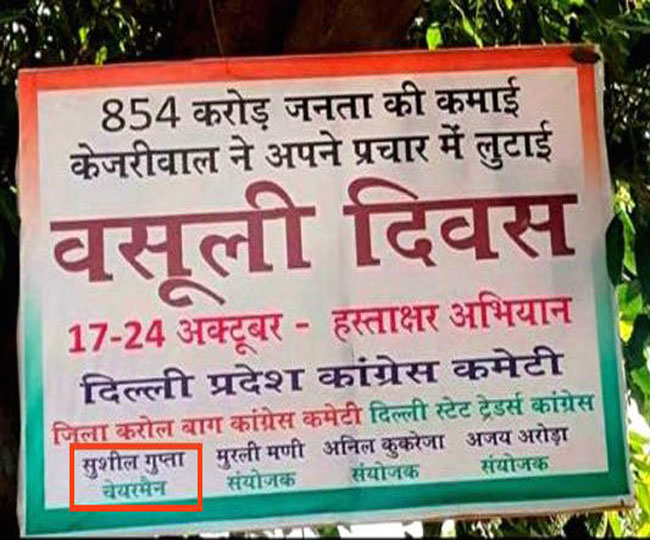 854 करोड़ जनता की कमाई
केजरीवाल ने अपने प्रचार में लुटाई
वसूली दिवस
17-24 अक्टूबर - हस्ताक्षर अभियान
दिल्ली प्रदेश कांग्रेस कमेटी
जिला करोल बाग कांग्रेस कमेटी दिल्ली स्टेट ट्रेडर्स कांग्रेस
सुशील गुप्ता मुरली मणी अनिल कुकरेजा अजय अरोड़ा
चेयरमैन संयोजक संयोजक संयोजक